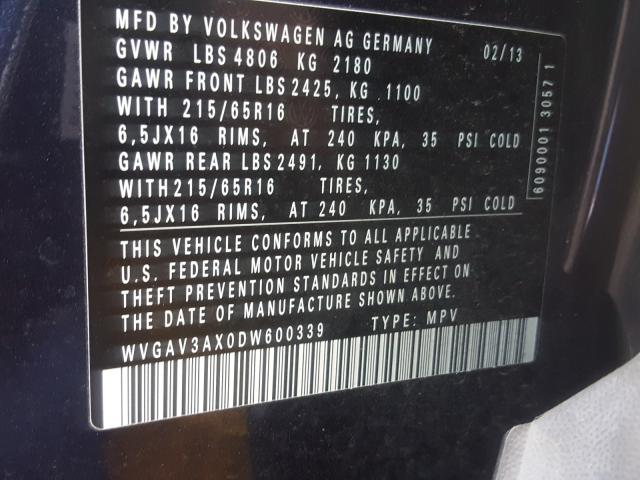 MFD BY VOLKSWAGEN AG GERMANY 02/13
GVWR LBS 4806 KG 2180
GAWR FRONT LBS 2425, KG 1100
WITH 215/65R16 TIRES,
6,5JX16 RIMS, AT 240 KPA, 35 PSI COLD
GAWR REAR LBS 2491, KG 1130
WITH 215/65R16 TIRES,
6,5JX16 RIMS, AT 240 KPA, 35 PSI COLD
THIS VEHICLE CONFORMS TO ALL APPLICABLE
U.S. FEDERAL MOTOR VEHICLE SAFETY AND
THEFT PREVENTION STANDARDS IN EFFECT ON
THE DATE OF MANUFACTURE SHOWN ABOVE.
WVGAV3AX0DW600339 TYPE: MPV
6090001 30571